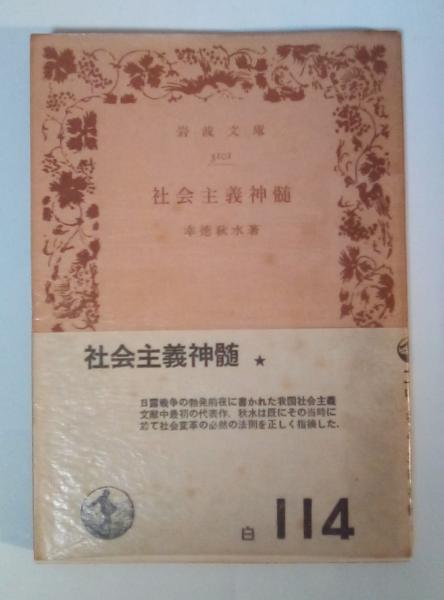 岩波文庫
5101
社会主義神髄
幸徳秋水著
社会主義神髄 ★
日露戦争の勃発前夜に書かれた我国社会主義
文献中最初の代表作. 秋水は既にその当時に
於て社会変革の必然の法則を正しく指摘した.
白 114